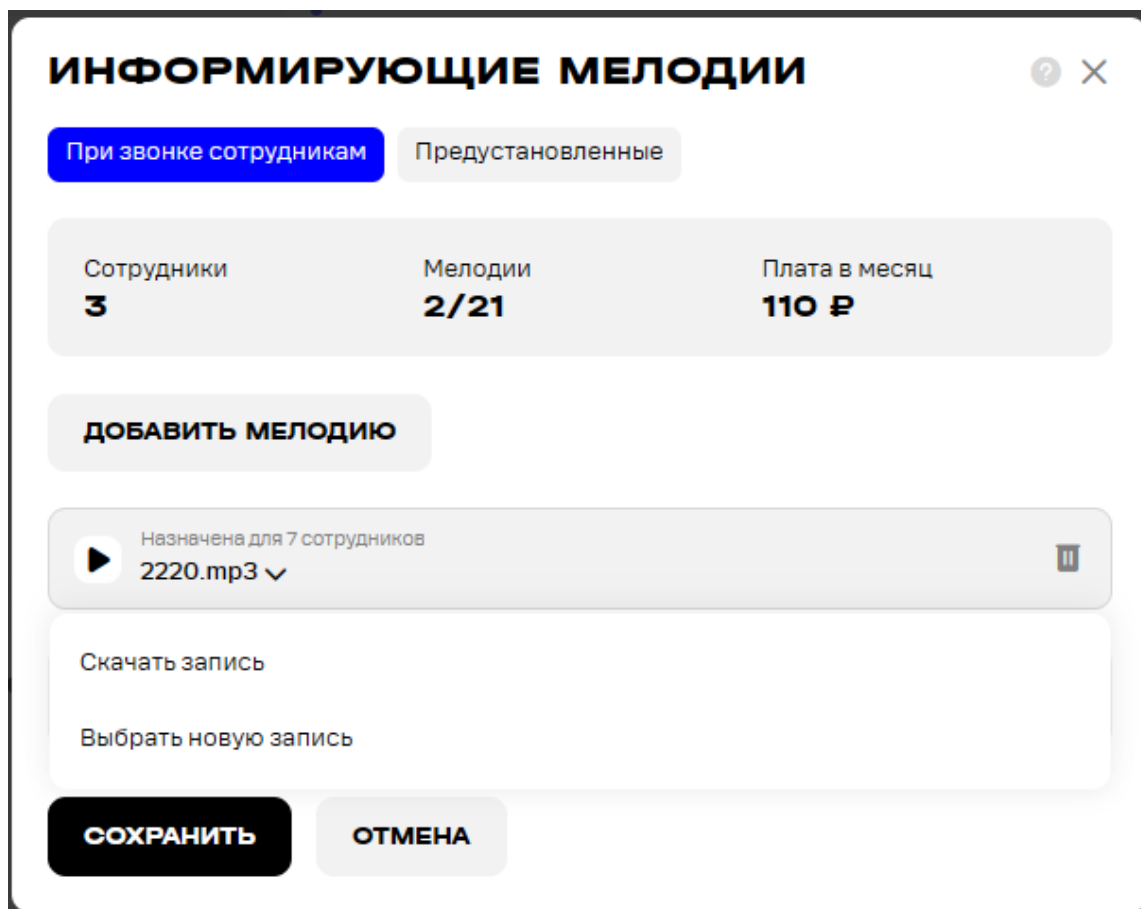 ИНФОРМИРУЮЩИЕ МЕЛОДИИ
При звонке сотрудникам Предустановленные
Сотрудники Мелодии Плата в месяц
3 2/21 110 ₽
ДОБАВИТЬ МЕЛОДИЮ
Назначена для 7 сотрудников
2220.mp3
Скачать запись
Выбрать новую запись
СОХРАНИТЬ ОТМЕНА